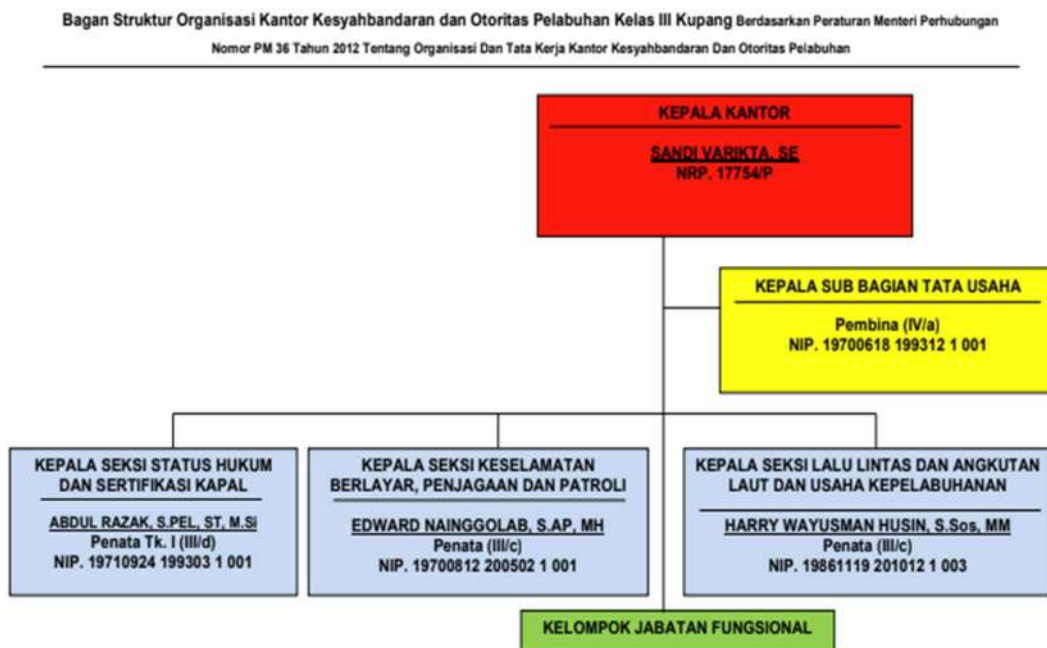 Bagan Struktur Organisasi Kantor Kesyahbandaran dan Otoritas Pelabuhan Kelas III Kupang Berdasarkan Peraturan Menteri Perhubungan
Nomor PM 36 Tahun 2012 Tentang Organisasi Dan Tata Kerja Kantor Kesyahbandaran Dan Otoritas Pelabuhan
KEPALA KANTOR
SANDI VARIKTA, SE
NRP. 17754/P
KEPALA SUB BAGIAN TATA USAHA
Pembina (IV/a)
NIP. 19700618 199312 1 001
KEPALA SEKSI STATUS HUKUM
DAN SERTIFIKASI KAPAL
ABDUL RAZAK, S.PEL, ST, M.Si
Penata Tk. I (III/d)
NIP. 19710924 199303 1 001
KEPALA SEKSI KESELAMATAN
BERLAYAR, PENJAGAAN DAN PATROLI
EDWARD NAINGGOLAB, S.AP, MH
Penata (III/c)
NIP. 19700812 200502 1 001
KEPALA SEKSI LALU LINTAS DAN ANGKUTAN
LAUT DAN USAHA KEPELABUHANAN
HARRY WAYUSMAN HUSIN, S.Sos, MM
Penata (III/c)
NIP. 19861119 201012 1 003
KELOMPOK JABATAN FUNGSIONAL